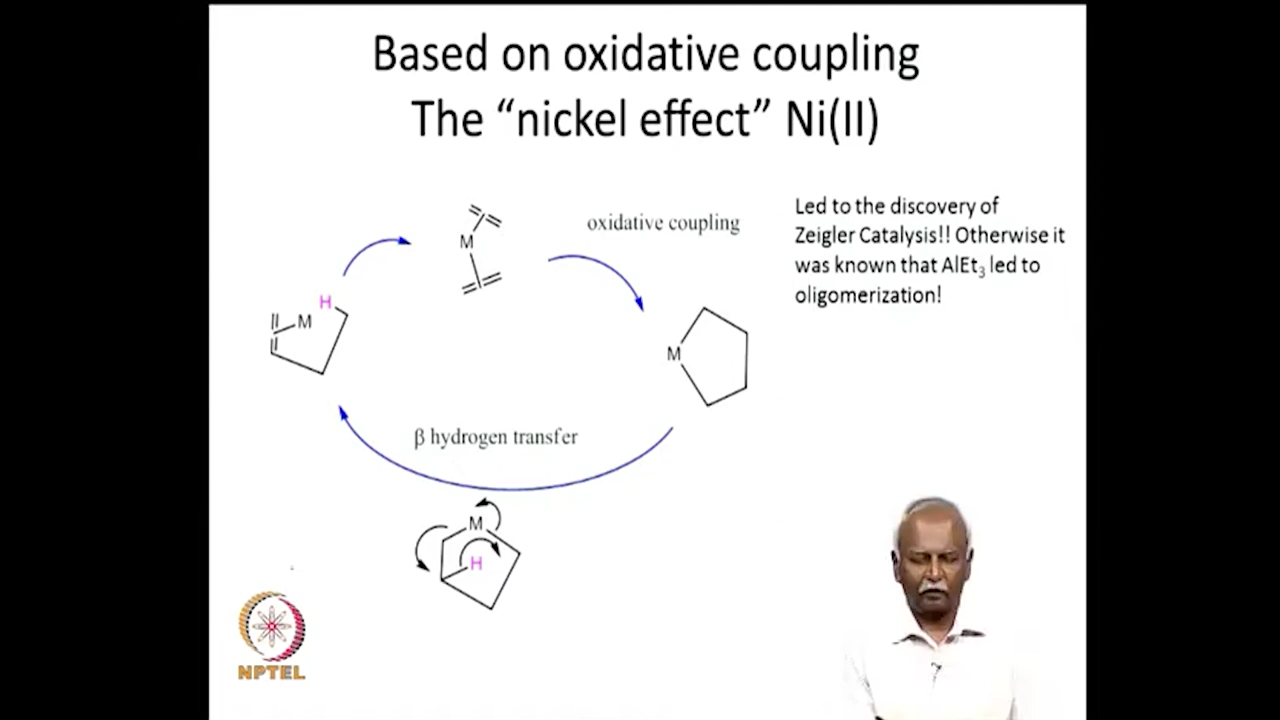 Based on oxidative coupling
The “nickel effect” Ni(II)
oxidative coupling
Led to the discovery of
Zeigler Catalysis!! Otherwise it
was known that AlEt₃ led to
oligomerization!
M
H
M
M
β hydrogen transfer
M
H
NPTEL